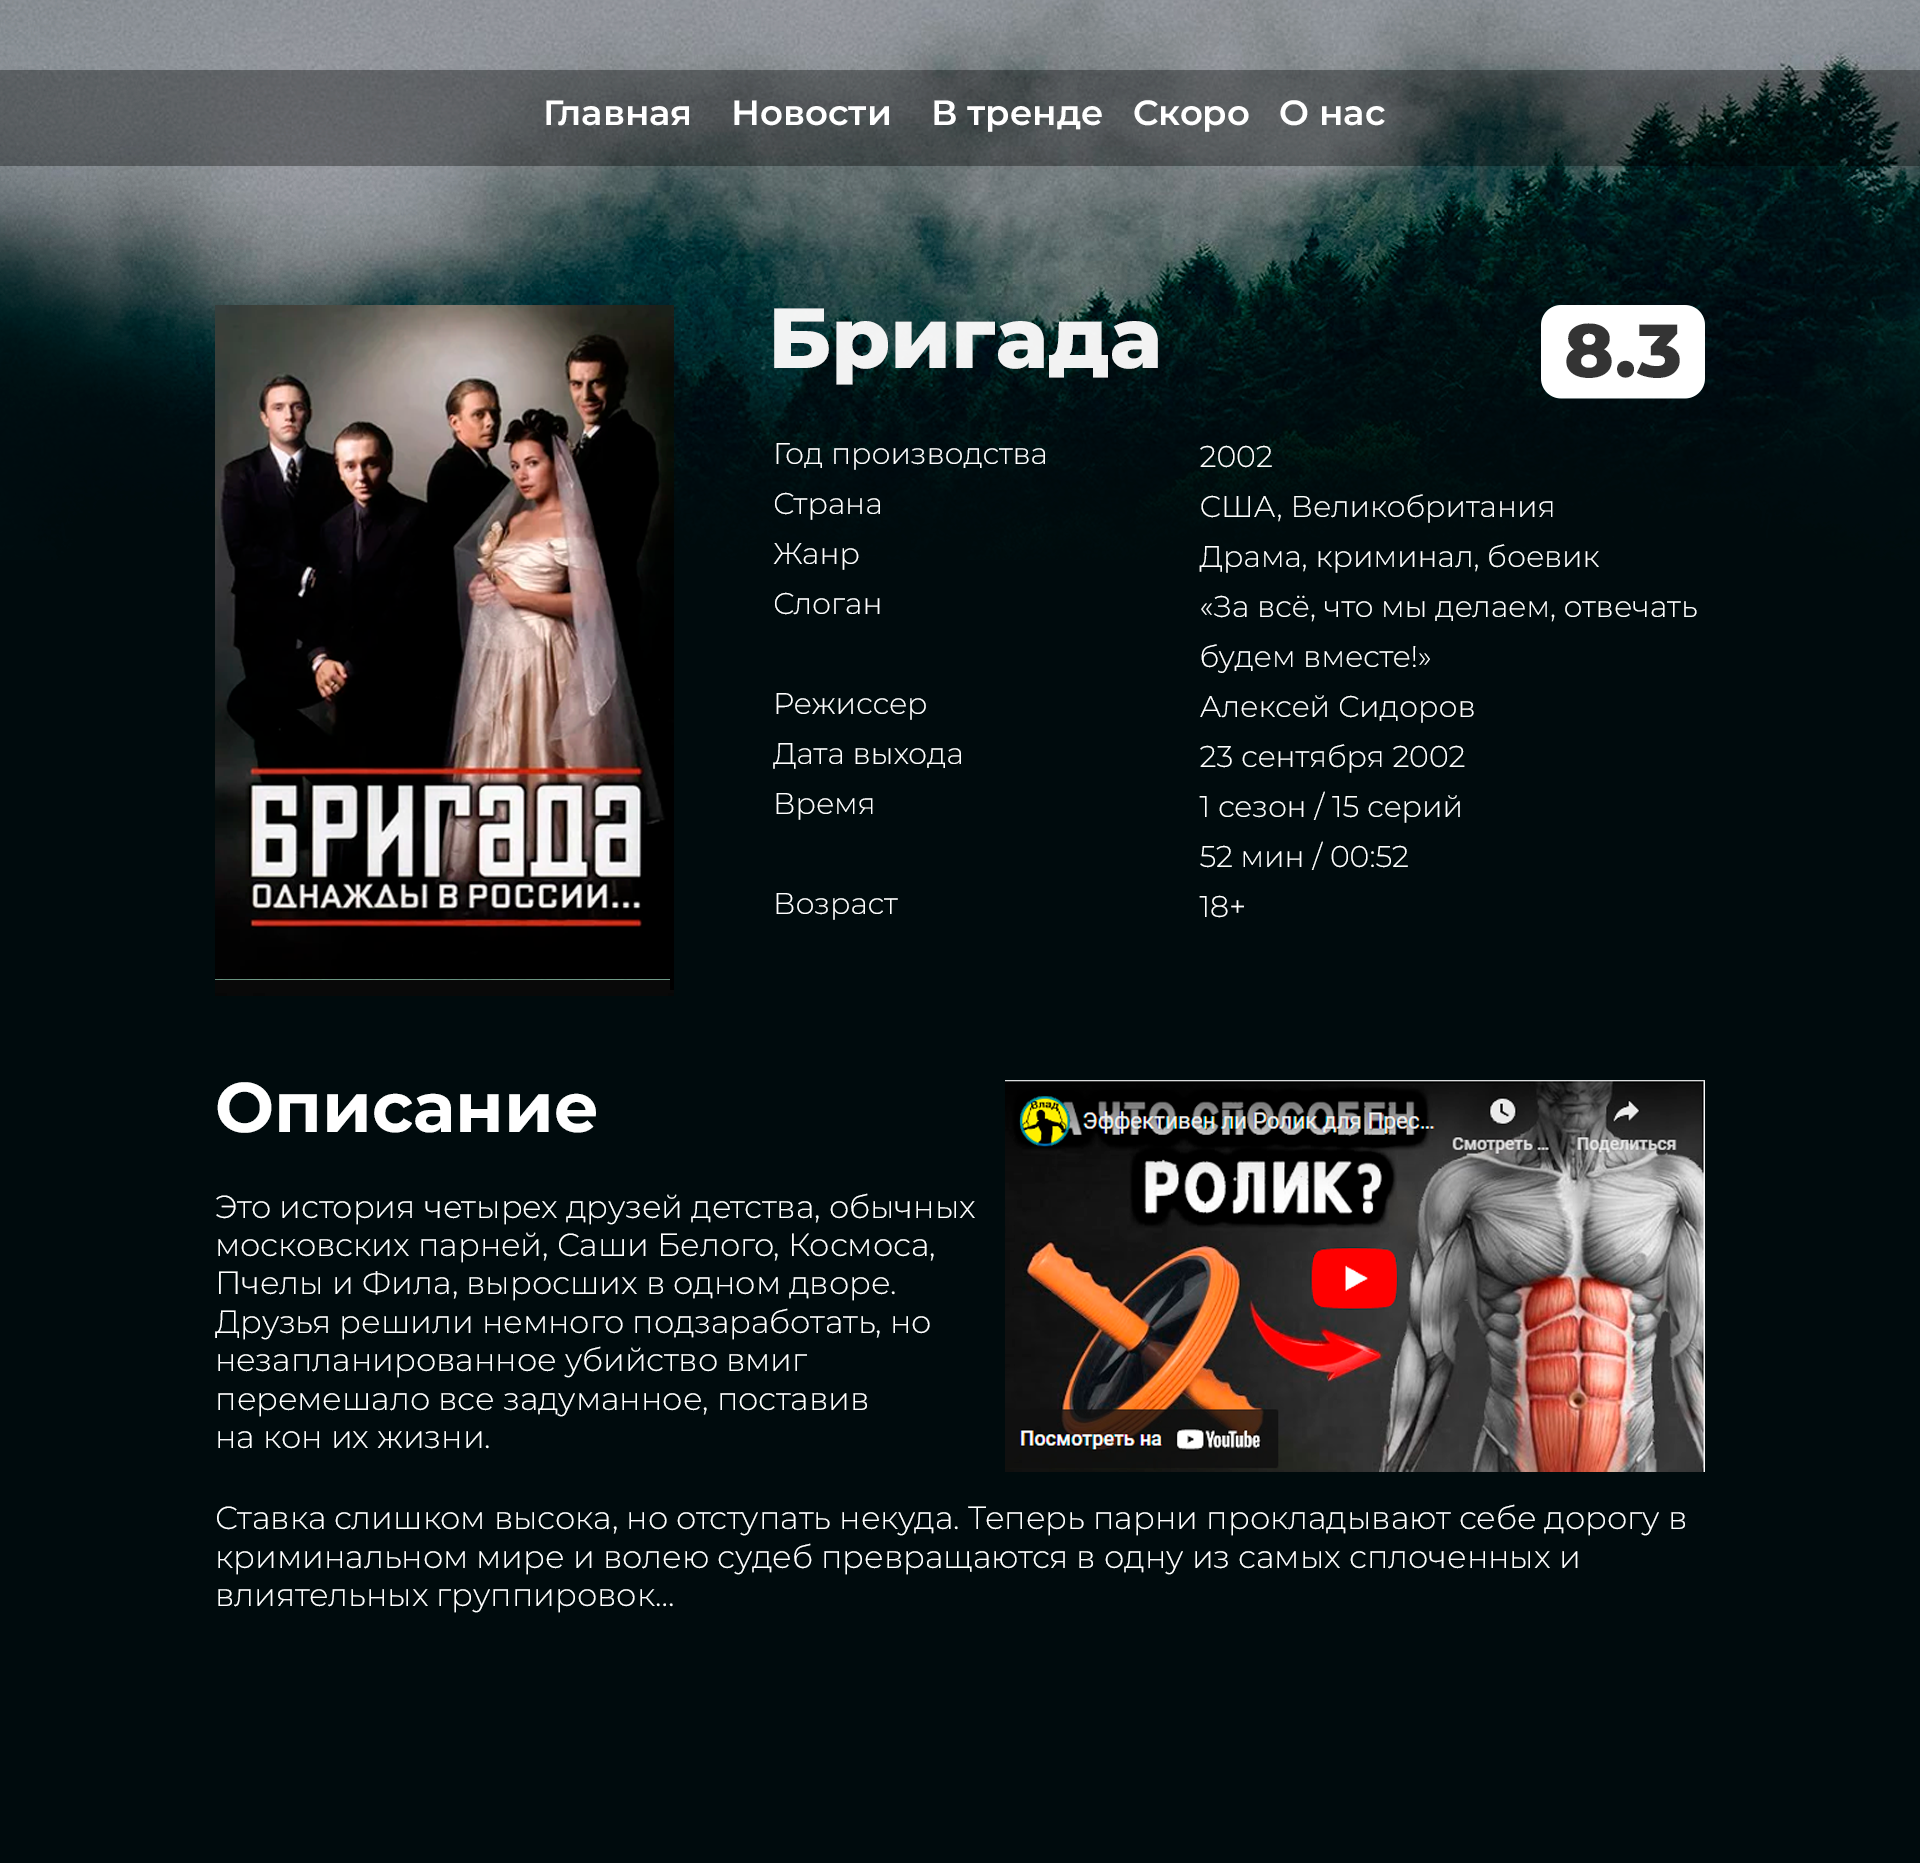 Главная Новости В тренде Скоро О нас
Бригада
8.3
Год производства 2002
Страна США, Великобритания
Жанр Драма, криминал, боевик
Слоган «За всё, что мы делаем, отвечать
будем вместе!»
Режиссер Алексей Сидоров
Дата выхода 23 сентября 2002
Время 1 сезон / 15 серий
52 мин / 00:52
Возраст 18+
БРИГАДА
ОДНАЖДЫ В РОССИИ...
Описание
Это история четырех друзей детства, обычных
московских парней, Саши Белого, Космоса,
Пчелы и Фила, выросших в одном дворе.
Друзья решили немного подзаработать, но
незапланированное убийство вмиг
перемешало все задуманное, поставив
на кон их жизни.
Влад
А ЧТО СПОСОБЕН
Эффективен ли Ролик для Прес...
Смотреть ...
Поделиться
РОЛИК?
Посмотреть на YouTube
Ставка слишком высока, но отступать некуда. Теперь парни прокладывают себе дорогу в
криминальном мире и волею судеб превращаются в одну из самых сплоченных и
влиятельных группировок...